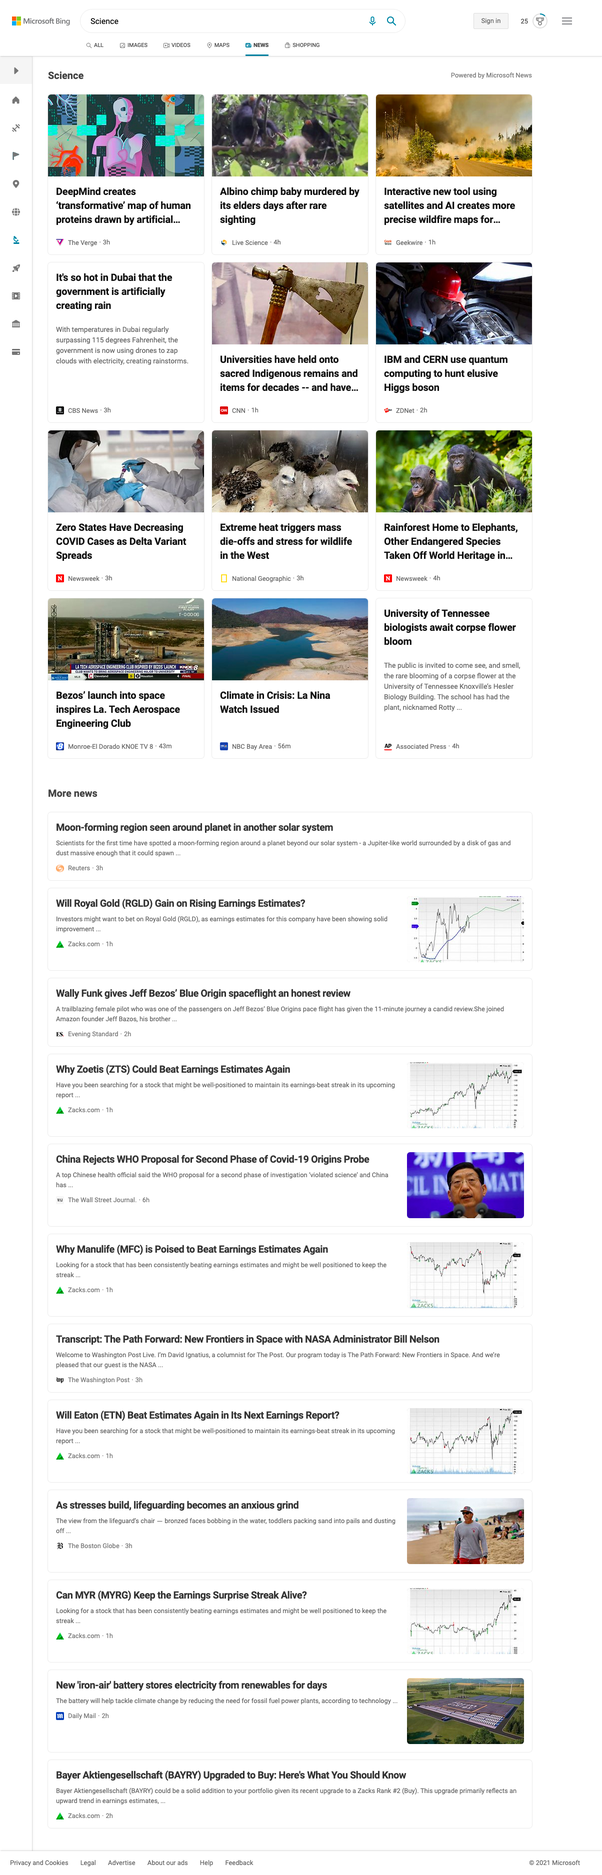 Microsoft Bing
Science
Sign in
25
ALL
IMAGES
VIDEOS
MAPS
NEWS
SHOPPING
Science
Powered by Microsoft News
DeepMind creates
‘transformative’ map of human
proteins drawn by artificial...
The Verge · 3h
Albino chimp baby murdered by
its elders days after rare
sighting
Live Science · 4h
Interactive new tool using
satellites and AI creates more
precise wildfire maps for...
Geekwire · 1h
It's so hot in Dubai that the
government is artificially
creating rain
With temperatures in Dubai regularly
surpassing 115 degrees Fahrenheit, the
government is now using drones to zap
clouds with electricity, creating rainstorms.
CBS News · 3h
Universities have held onto
sacred Indigenous remains and
items for decades -- and have...
CNN · 1h
IBM and CERN use quantum
computing to hunt elusive
Higgs boson
ZDNet · 2h
Zero States Have Decreasing
COVID Cases as Delta Variant
Spreads
Newsweek · 3h
Extreme heat triggers mass
die-offs and stress for wildlife
in the West
National Geographic · 3h
Rainforest Home to Elephants,
Other Endangered Species
Taken Off World Heritage in...
Newsweek · 4h
LA TECH AEROSPACE ENGINEERING CLUB INSPIRED BY BEZOS' LAUNCH
Bezos’ launch into space
inspires La. Tech Aerospace
Engineering Club
Monroe-El Dorado KNOE TV 8 · 43m
Climate in Crisis: La Nina
Watch Issued
NBC Bay Area · 56m
University of Tennessee
biologists await corpse flower
bloom
The public is invited to come see, and smell,
the rare blooming of a corpse flower at the
University of Tennessee Knoxville's Hesler
Biology Building. The school has had the
plant, nicknamed Rotty ...
AP Associated Press · 4h
More news
Moon-forming region seen around planet in another solar system
Scientists for the first time have spotted a moon-forming region around a planet beyond our solar system - a Jupiter-like world surrounded by a disk of gas and
dust massive enough that it could spawn ...
Reuters · 3h
Will Royal Gold (RGLD) Gain on Rising Earnings Estimates?
Investors might want to bet on Royal Gold (RGLD), as earnings estimates for this company have been showing solid
improvement ...
Zacks.com · 1h
Wally Funk gives Jeff Bezos’ Blue Origin spaceflight an honest review
A trailblazing female pilot who was one of the passengers on Jeff Bezos’ Blue Origins pace flight has given the 11-minute journey a candid review.She joined
Amazon founder Jeff Bazos, his brother ...
ES. Evening Standard · 2h
Why Zoetis (ZTS) Could Beat Earnings Estimates Again
Have you been searching for a stock that might be well-positioned to maintain its earnings-beat streak in its upcoming
report ...
Zacks.com · 1h
China Rejects WHO Proposal for Second Phase of Covid-19 Origins Probe
A top Chinese health official said the WHO proposal for a second phase of investigation ‘violated science’ and China
has ...
The Wall Street Journal. · 6h
Why Manulife (MFC) is Poised to Beat Earnings Estimates Again
Looking for a stock that has been consistently beating earnings estimates and might be well positioned to keep the
streak ...
Zacks.com · 1h
ZACKS
Transcript: The Path Forward: New Frontiers in Space with NASA Administrator Bill Nelson
Welcome to Washington Post Live. I'm David Ignatius, a columnist for The Post. Our program today is The Path Forward: New Frontiers in Space. And we're
pleased that our guest is the NASA ...
The Washington Post · 3h
Will Eaton (ETN) Beat Estimates Again in Its Next Earnings Report?
Have you been searching for a stock that might be well-positioned to maintain its earnings-beat streak in its upcoming
report ...
Zacks.com · 1h
As stresses build, lifeguarding becomes an anxious grind
The view from the lifeguard's chair — bronzed faces bobbing in the water, toddlers packing sand into pails and dusting
off ...
The Boston Globe · 3h
Can MYR (MYRG) Keep the Earnings Surprise Streak Alive?
Looking for a stock that has been consistently beating earnings estimates and might be well positioned to keep the
streak ...
Zacks.com · 1h
New 'iron-air' battery stores electricity from renewables for days
The battery will help tackle climate change by reducing the need for fossil fuel power plants, according to technology ...
Daily Mail · 2h
Bayer Aktiengesellschaft (BAYRY) Upgraded to Buy: Here's What You Should Know
Bayer Aktiengesellschaft (BAYRY) could be a solid addition to your portfolio given its recent upgrade to a Zacks Rank #2 (Buy). This upgrade primarily reflects an
upward trend in earnings estimates, ...
Zacks.com · 2h
Privacy and Cookies
Legal
Advertise
About our ads
Help
Feedback
© 2021 Microsoft